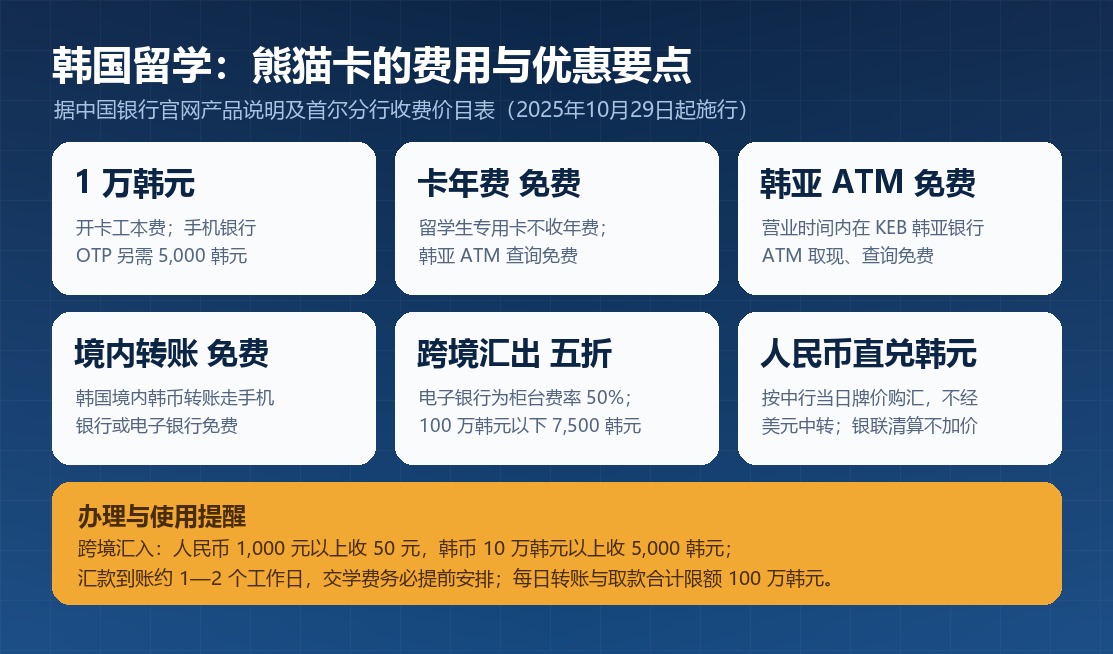 韩国留学：熊猫卡的费用与优惠要点
据中国银行官网产品说明及首尔分行收费价目表（2025年10月29日起施行）
1 万韩元
开卡工本费；手机银行
OTP 另需 5,000 韩元
卡年费 免费
留学生专用卡不收年费；
韩亚 ATM 查询免费
韩亚 ATM 免费
营业时间内在 KEB 韩亚银行
ATM 取现、查询免费
境内转账 免费
韩国境内韩币转账走手机
银行或电子银行免费
跨境汇出 五折
电子银行为柜台费率 50%；
100 万韩元以下 7,500 韩元
人民币直兑韩元
按中行当日牌价购汇，不经
美元中转；银联清算不加价
办理与使用提醒
跨境汇入：人民币 1,000 元以上收 50 元，韩币 10 万韩元以上收 5,000 韩元；
汇款到账约 1—2 个工作日，交学费务必提前安排；每日转账与取款合计限额 100 万韩元。